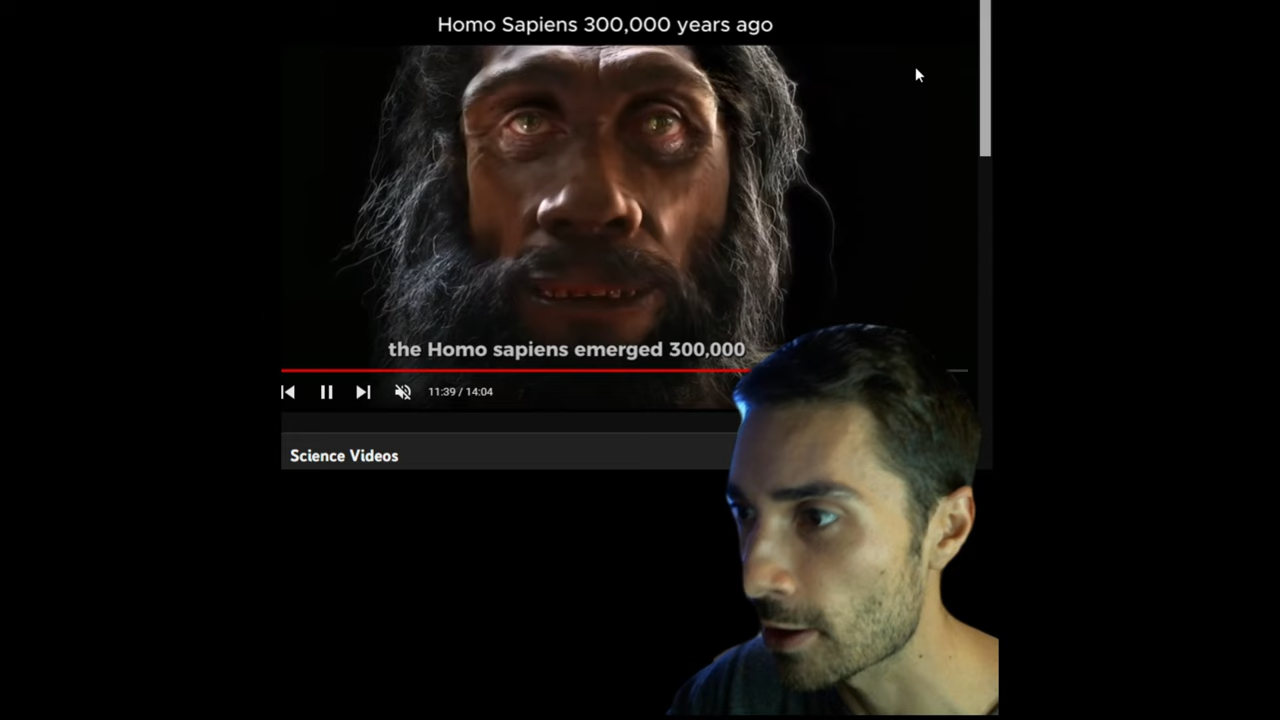 Homo Sapiens 300,000 years ago
the Homo sapiens emerged 300,000
11:39 / 14:04
Science Videos